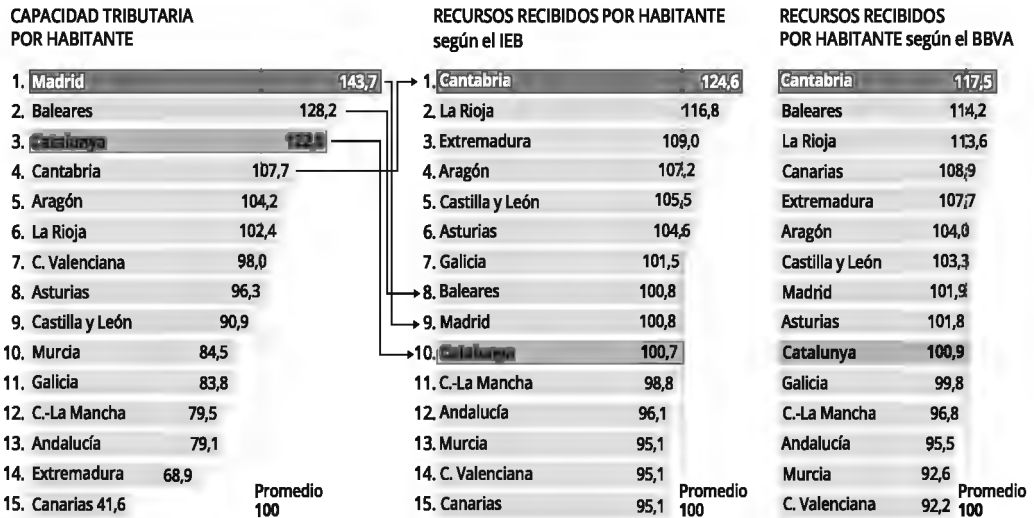 CAPACIDAD TRIBUTARIA
POR HABITANTE
1. Madrid 143,7
2. Baleares 128,2
3. Catalunya
4. Cantabria 107,7
5. Aragón 104,2
6. La Rioja 102,4
7. C. Valenciana 98,0
8. Asturias 96,3
9. Castilla y León 90,9
10. Murcia 84,5
11. Galicia 83,8
12. C.-La Mancha 79,5
13. Andalucía 79,1
14. Extremadura 68,9
15. Canarias 41,6
Promedio
100
RECURSOS RECIBIDOS POR HABITANTE
según el IEB
1. Cantabria 124,6
2. La Rioja 116,8
3. Extremadura 109,0
4. Aragón 107,2
5. Castilla y León 105,5
6. Asturias 104,6
7. Galicia 101,5
8. Baleares 100,8
9. Madrid 100,8
10. Catalunya 100,7
11. C.-La Mancha 98,8
12. Andalucía 96,1
13. Murcia 95,1
14. C. Valenciana 95,1
15. Canarias 95,1
Promedio
100
RECURSOS RECIBIDOS
POR HABITANTE según el BBVA
Cantabria 117,5
Baleares 114,2
La Rioja 113,6
Canarias 108,9
Extremadura 107,7
Aragón 104,0
Castilla y León 103,3
Madrid 101,9
Asturias 101,8
Catalunya 100,9
Galicia 99,8
C.-La Mancha 96,8
Andalucía 95,5
Murcia 92,6
C. Valenciana 92,2
Promedio
100